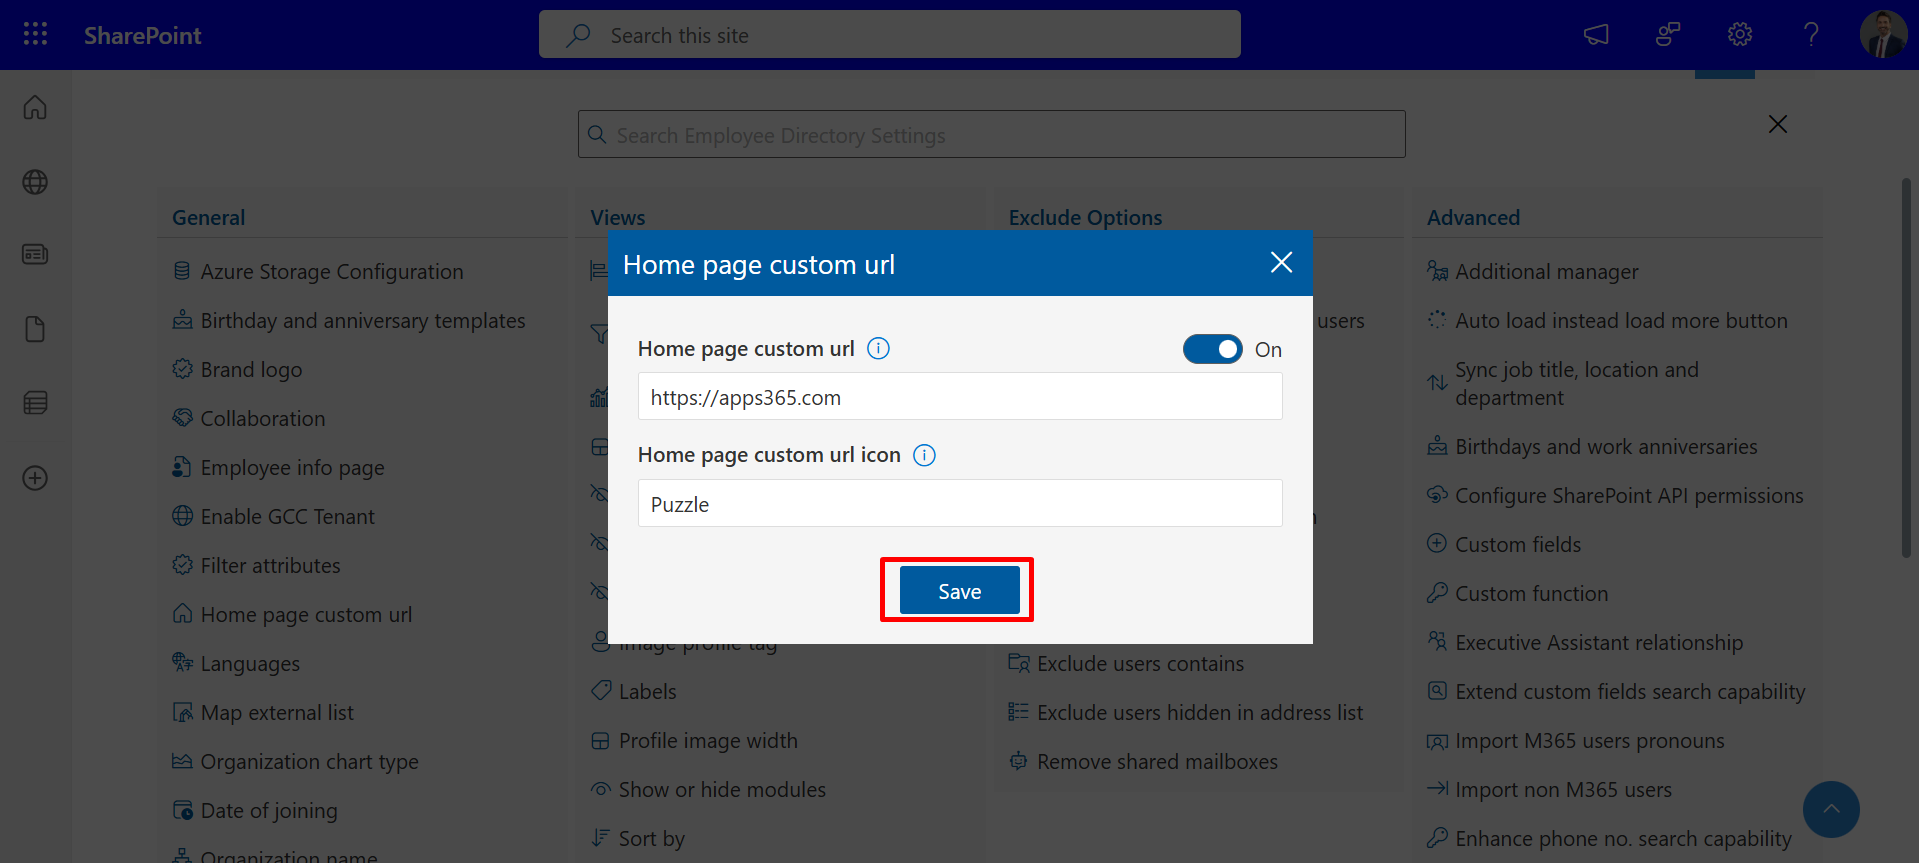 SharePoint
Search this site
Search Employee Directory Settings
General
Azure Storage Configuration
Birthday and anniversary templates
Brand logo
Collaboration
Employee info page
Enable GCC Tenant
Filter attributes
Home page custom url
Languages
Map external list
Organization chart type
Date of joining
Organization name
Views
Image profile tag
Labels
Profile image width
Show or hide modules
Sort by
Exclude Options
users
Exclude users contains
Exclude users hidden in address list
Remove shared mailboxes
Advanced
Additional manager
Auto load instead load more button
Sync job title, location and
department
Birthdays and work anniversaries
Configure SharePoint API permissions
Custom fields
Custom function
Executive Assistant relationship
Extend custom fields search capability
Import M365 users pronouns
Import non M365 users
Enhance phone no. search capability
Home page custom url
Home page custom url
On
https://apps365.com
Home page custom url icon
Puzzle
Save